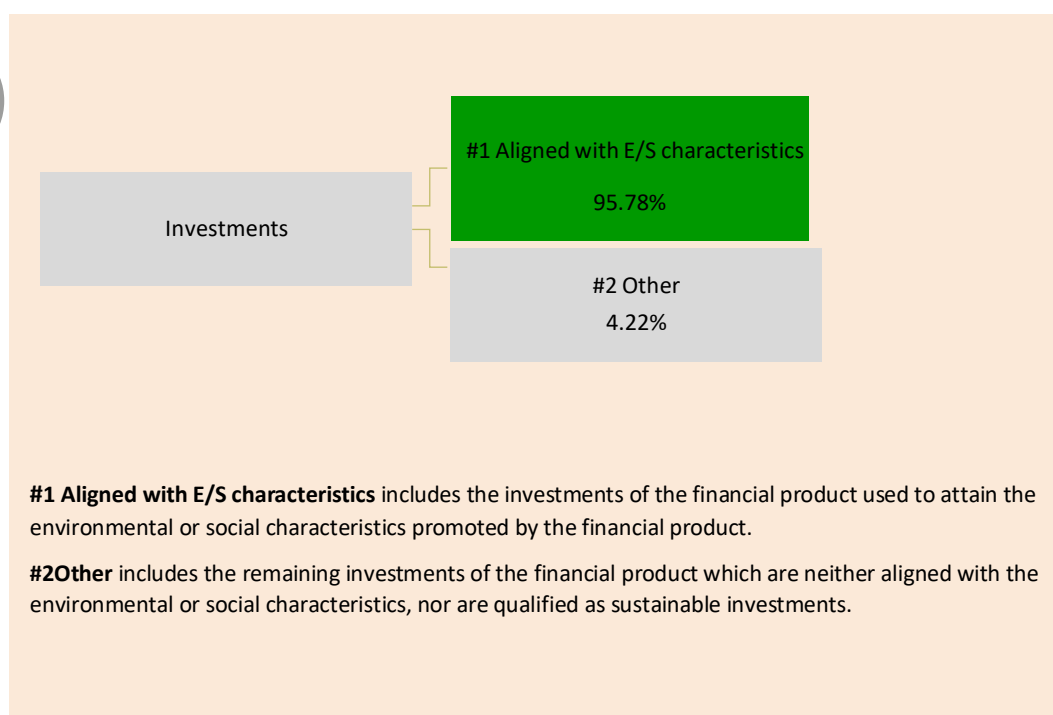 #1 Aligned with E/S characteristics
95.78%
Investments
#2 Other
4.22%
#1 Aligned with E/S characteristics includes the investments of the financial product used to attain the
environmental or social characteristics promoted by the financial product.
#2Other includes the remaining investments of the financial product which are neither aligned with the
environmental or social characteristics, nor are qualified as sustainable investments.